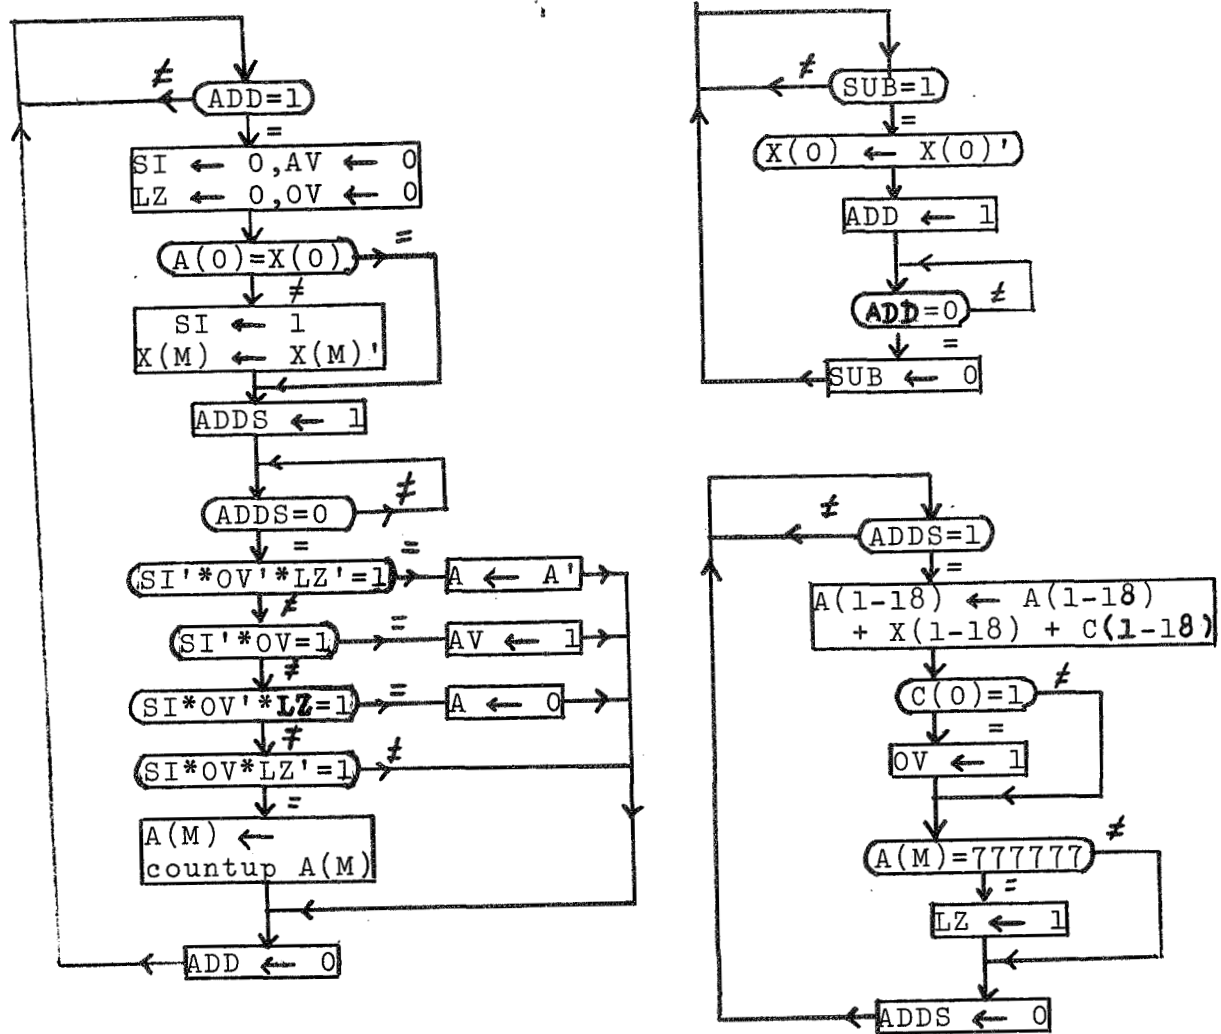 ≠
ADD=1
=
SI ← 0,AV ← 0
LZ ← 0,OV ← 0
A(0)=X(0)
=
≠
SI ← 1
X(M) ← X(M)'
ADDS ← 1
ADDS=0
≠
=
SI'*OV'*LZ'=1
=
A ← A'
≠
SI'*OV=1
=
AV ← 1
≠
SI*OV'*LZ=1
=
A ← 0
≠
SI*OV*LZ'=1
≠
=
A(M) ←
countup A(M)
ADD ← 0
≠
SUB=1
=
X(0) ← X(0)'
ADD ← 1
ADD=0
≠
=
SUB ← 0
≠
ADDS=1
=
A(1-18) ← A(1-18)
+ X(1-18) + C(1-18)
C(0)=1
≠
=
OV ← 1
A(M)=777777
≠
=
LZ ← 1
ADDS ← 0